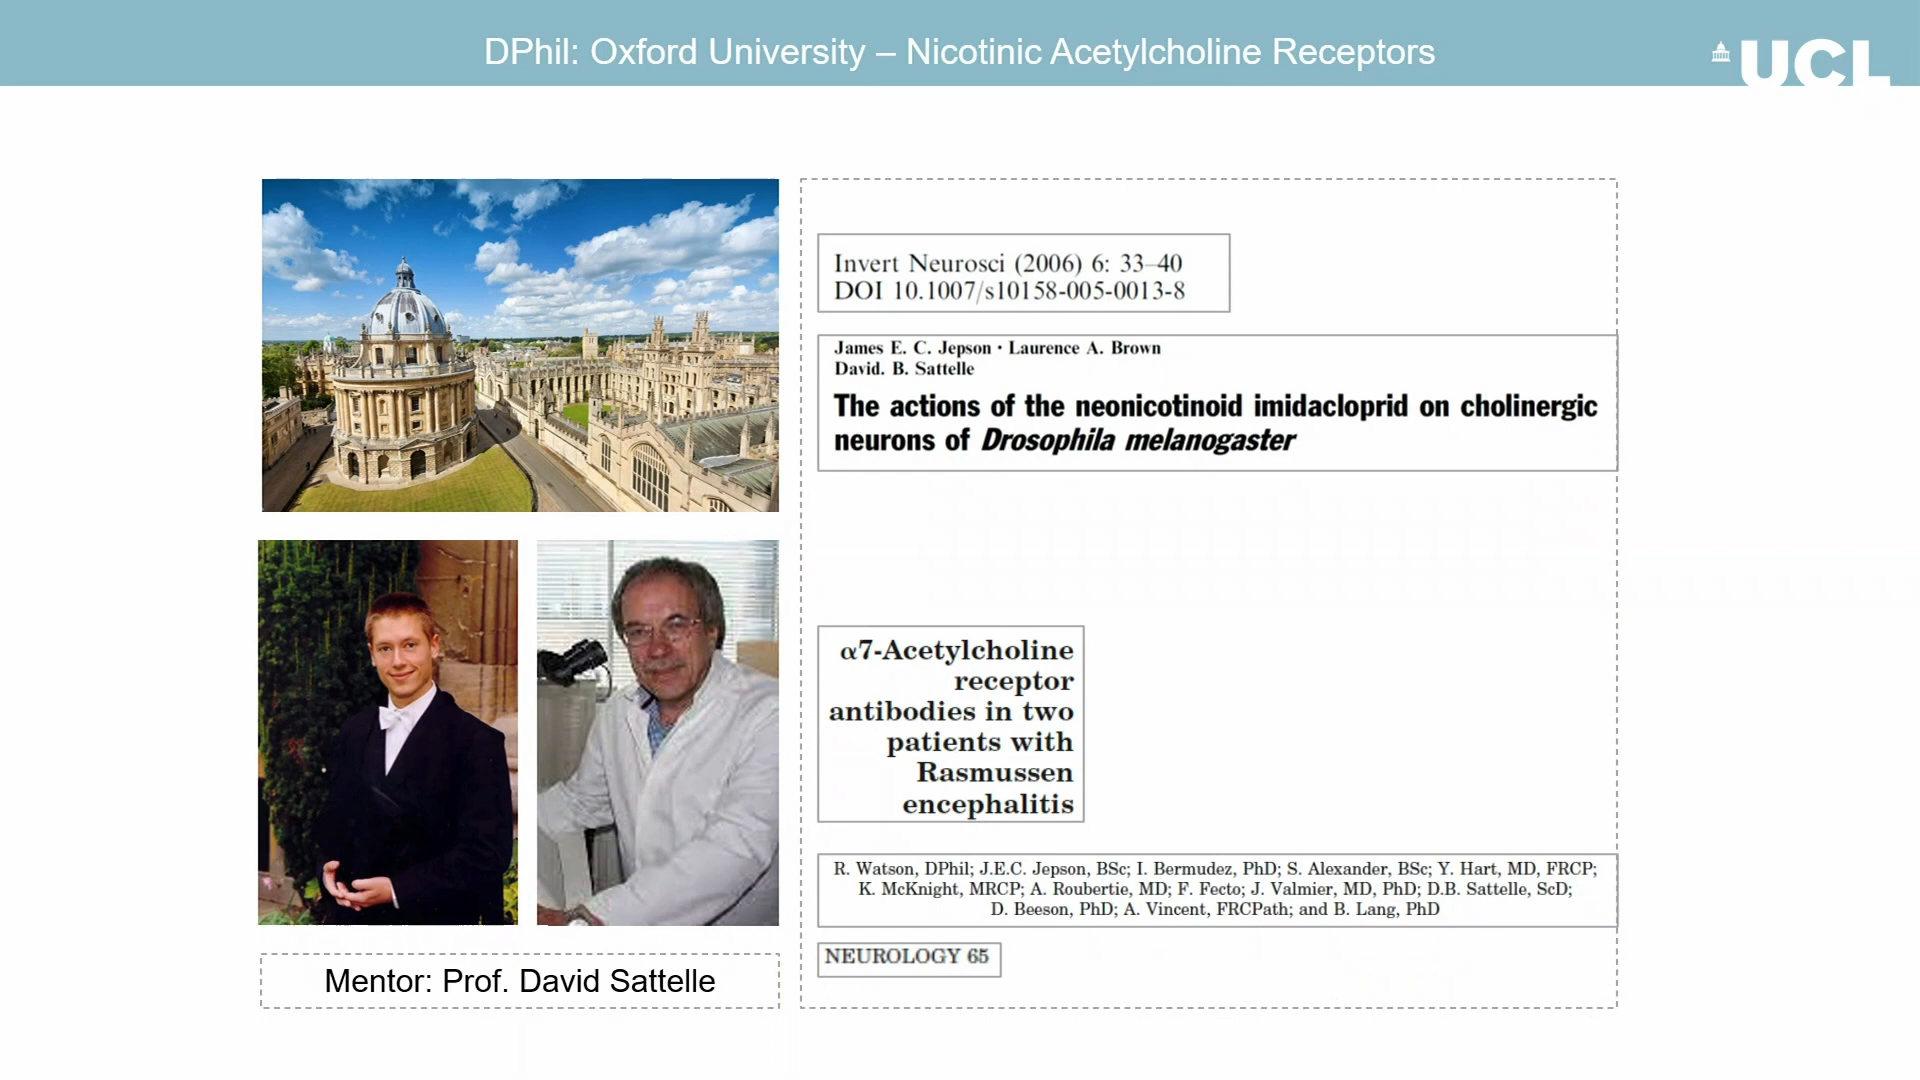 DPhil: Oxford University – Nicotinic Acetylcholine Receptors
UCL
Invert Neurosci (2006) 6: 33–40
DOI 10.1007/s10158-005-0013-8
James E. C. Jepson · Laurence A. Brown
David. B. Sattelle
The actions of the neonicotinoid imidacloprid on cholinergic
neurons of Drosophila melanogaster
α7-Acetylcholine
receptor
antibodies in two
patients with
Rasmussen
encephalitis
R. Watson, DPhil; J.E.C. Jepson, BSc; I. Bermudez, PhD; S. Alexander, BSc; Y. Hart, MD, FRCP;
K. McKnight, MRCP; A. Roubertie, MD; F. Fecto; J. Valmier, MD, PhD; D.B. Sattelle, ScD;
D. Beeson, PhD; A. Vincent, FRCPath; and B. Lang, PhD
NEUROLOGY 65
Mentor: Prof. David Sattelle